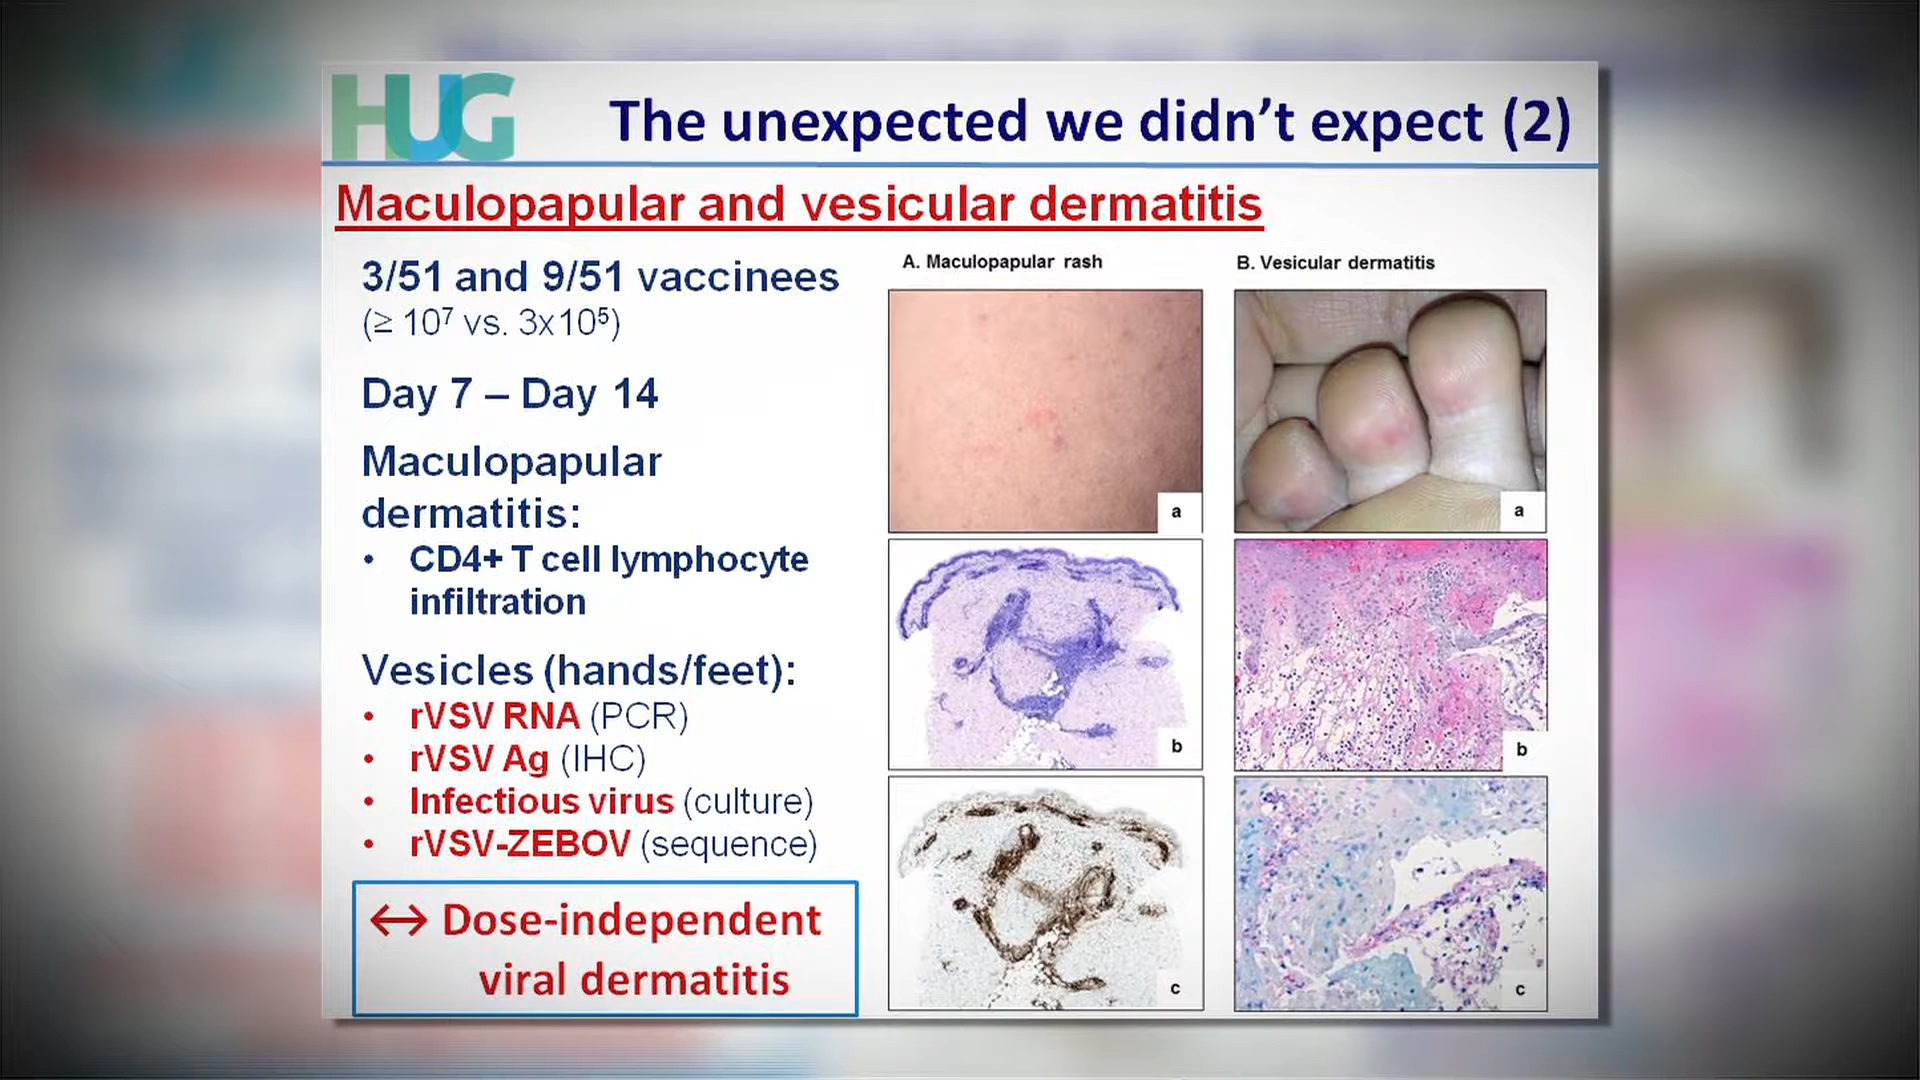 HUG
The unexpected we didn't expect (2)
Maculopapular and vesicular dermatitis
3/51 and 9/51 vaccinees
(≥ 10⁷ vs. 3x10⁵)
Day 7 – Day 14
Maculopapular
dermatitis:
• CD4+ T cell lymphocyte
infiltration
Vesicles (hands/feet):
• rVSV RNA (PCR)
• rVSV Ag (IHC)
• Infectious virus (culture)
• rVSV-ZEBOV (sequence)
↔ Dose-independent
viral dermatitis
A. Maculopapular rash
a
b
c
B. Vesicular dermatitis
a
b
c